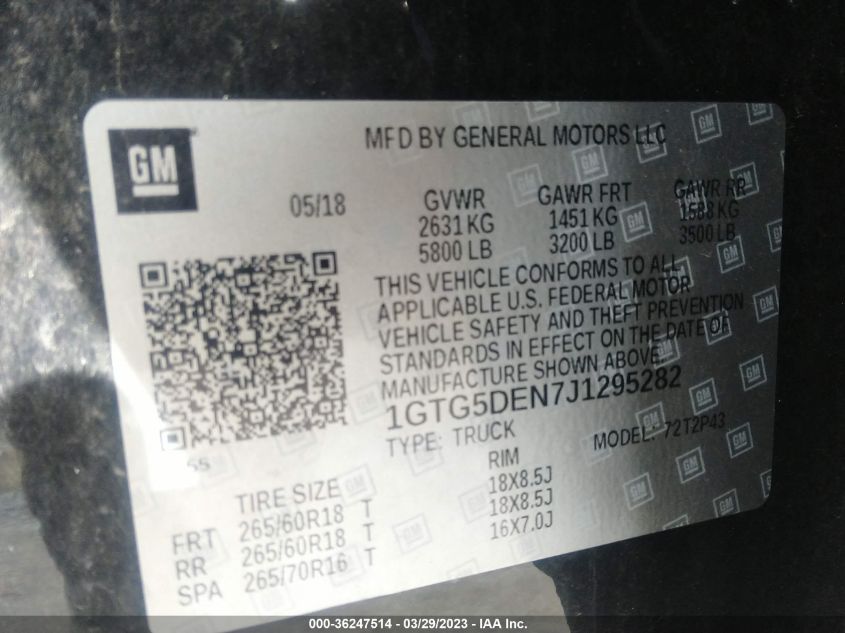 GM
MFD BY GENERAL MOTORS LLC
05/18
GVWR GAWR FRT GAWR RR
2631 KG 1451 KG 1588 KG
5800 LB 3200 LB 3500 LB
THIS VEHICLE CONFORMS TO ALL
APPLICABLE U.S. FEDERAL MOTOR
VEHICLE SAFETY AND THEFT PREVENTION
STANDARDS IN EFFECT ON THE DATE OF
MANUFACTURE SHOWN ABOVE.
1GTG5DEN7J1295282
TYPE: TRUCK MODEL: 72T2P43
TIRE SIZE RIM
FRT 265/60R18 T 18X8.5J
RR 265/60R18 T 18X8.5J
SPA 265/70R16 T 16X7.0J
000-36247514 - 03/29/2023 - IAA Inc.